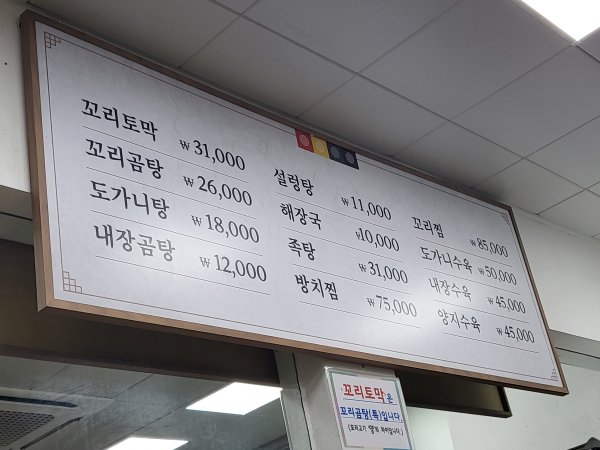 꼬리토막 ₩31,000
꼬리곰탕 ₩26,000
도가니탕 ₩18,000
내장곰탕 ₩12,000
설렁탕 ₩11,000
해장국 ₩10,000
족탕 ₩31,000
방치찜 ₩75,000
꼬리찜 ₩85,000
도가니수육 ₩50,000
내장수육 ₩45,000
양지수육 ₩45,000
꼬리토막은
꼬리곰탕(특)입니다